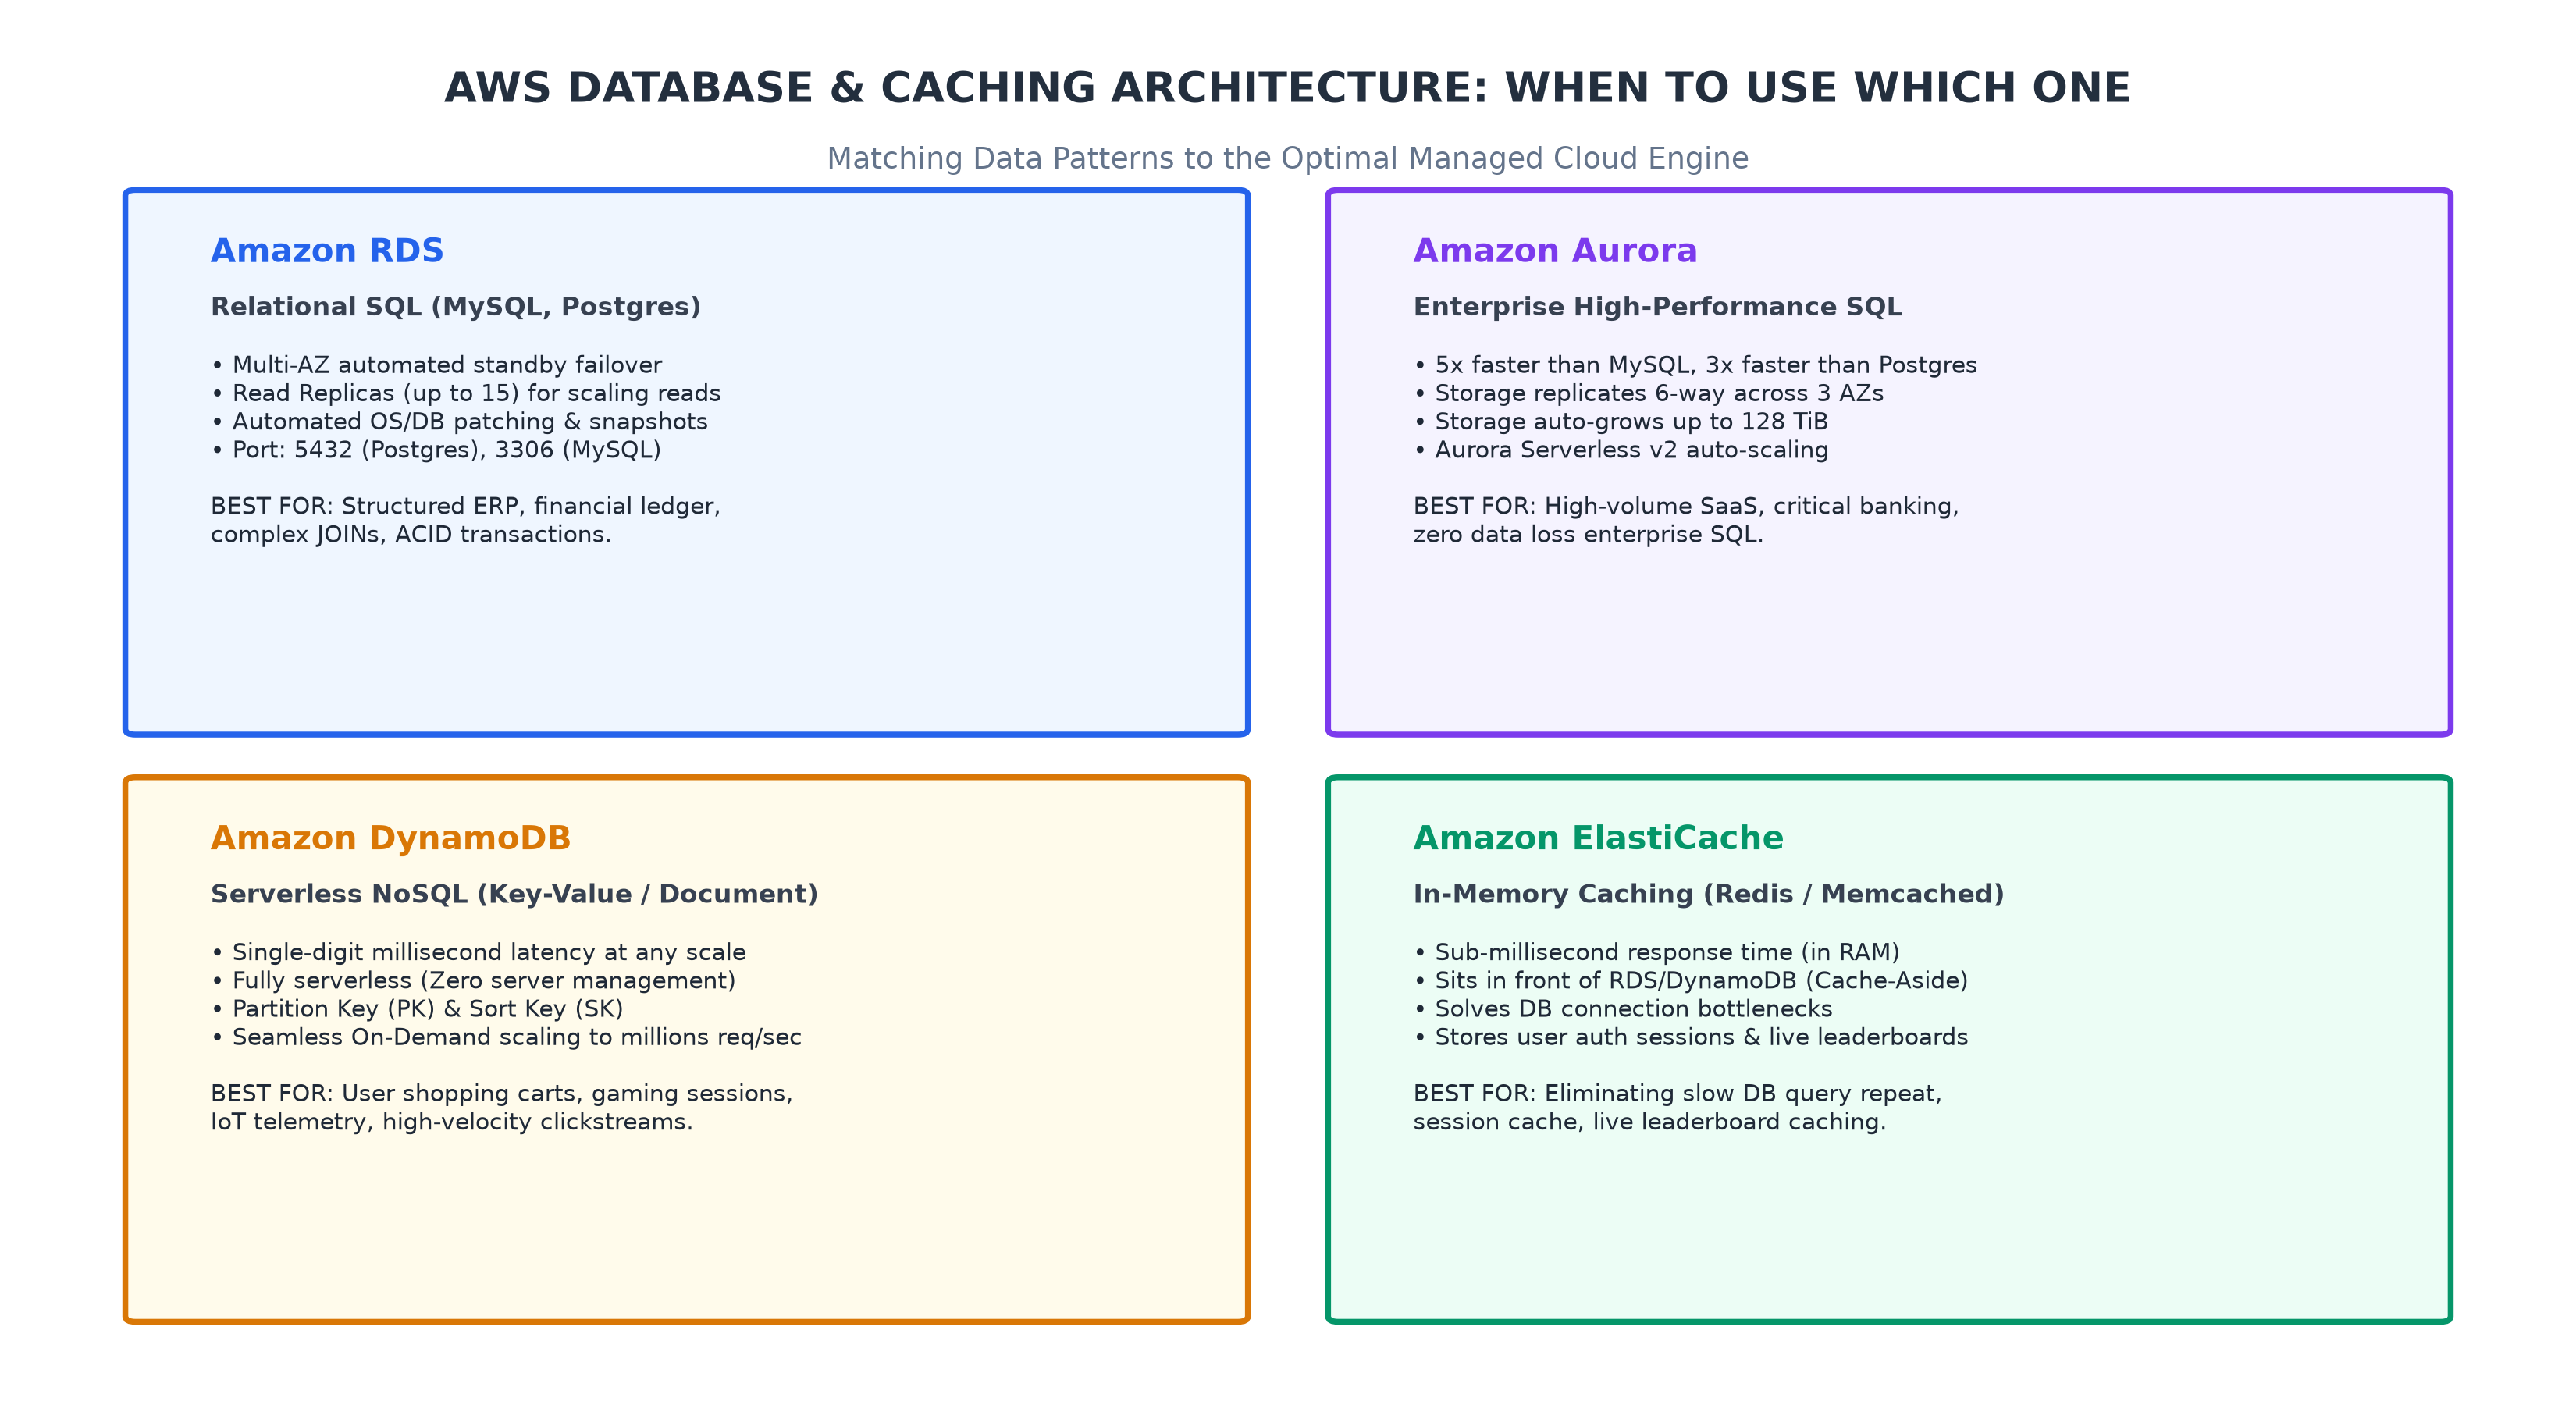 AWS DATABASE & CACHING ARCHITECTURE: WHEN TO USE WHICH ONE
Matching Data Patterns to the Optimal Managed Cloud Engine
Amazon RDS
Relational SQL (MySQL, Postgres)
• Multi-AZ automated standby failover
• Read Replicas (up to 15) for scaling reads
• Automated OS/DB patching & snapshots
• Port: 5432 (Postgres), 3306 (MySQL)
BEST FOR: Structured ERP, financial ledger,
complex JOINs, ACID transactions.
Amazon Aurora
Enterprise High-Performance SQL
• 5x faster than MySQL, 3x faster than Postgres
• Storage replicates 6-way across 3 AZs
• Storage auto-grows up to 128 TiB
• Aurora Serverless v2 auto-scaling
BEST FOR: High-volume SaaS, critical banking,
zero data loss enterprise SQL.
Amazon DynamoDB
Serverless NoSQL (Key-Value / Document)
• Single-digit millisecond latency at any scale
• Fully serverless (Zero server management)
• Partition Key (PK) & Sort Key (SK)
• Seamless On-Demand scaling to millions req/sec
BEST FOR: User shopping carts, gaming sessions,
IoT telemetry, high-velocity clickstreams.
Amazon ElastiCache
In-Memory Caching (Redis / Memcached)
• Sub-millisecond response time (in RAM)
• Sits in front of RDS/DynamoDB (Cache-Aside)
• Solves DB connection bottlenecks
• Stores user auth sessions & live leaderboards
BEST FOR: Eliminating slow DB query repeat,
session cache, live leaderboard caching.